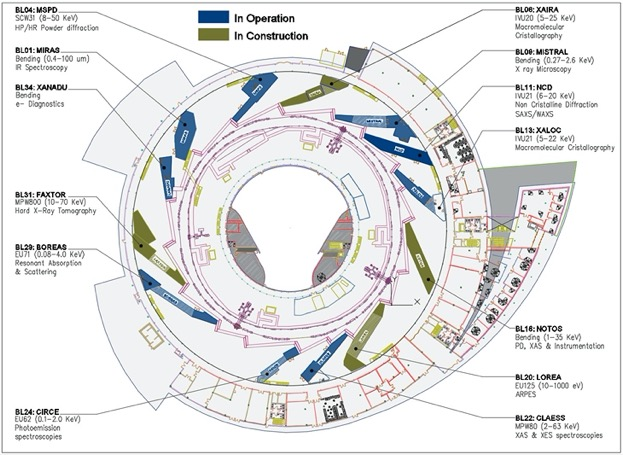 In Operation
In Construction
BL04: MSPD
SCW31 (8-50 KeV)
HP/HR Powder diffraction
BL01: MIRAS
Bending (0.4-100 um)
IR Spectroscopy
BL34: XANADU
Bending
e- Diagnostics
BL31: FAXTOR
MPW800 (10-70 KeV)
Hard X-Ray Tomography
BL29: BOREAS
EU71 (0.08-4.0 KeV)
Resonant Absorption
& Scattering
BL24: CIRCE
EU62 (0.1-2.0 KeV)
Photoemission
spectroscopies
BL06: XAIRA
IVU20 (5-25 KeV)
Macromolecular
Cristallography
BL09: MISTRAL
Bending (0.27-2.6 KeV)
X ray Microscopy
BL11: NCD
IVU21 (6-20 KeV)
Non Cristalline Diffraction
SAXS/WAXS
BL13: XALOC
IVU21 (5-22 KeV)
Macromolecular Cristallography
BL16: NOTOS
Bending (1-35 KeV)
PD, XAS & Instrumentation
BL20: LOREA
EU125 (10-1000 eV)
ARPES
BL22: CLAESS
MPW80 (2-63 KeV)
XAS & XES spectroscopies
MISTRAL